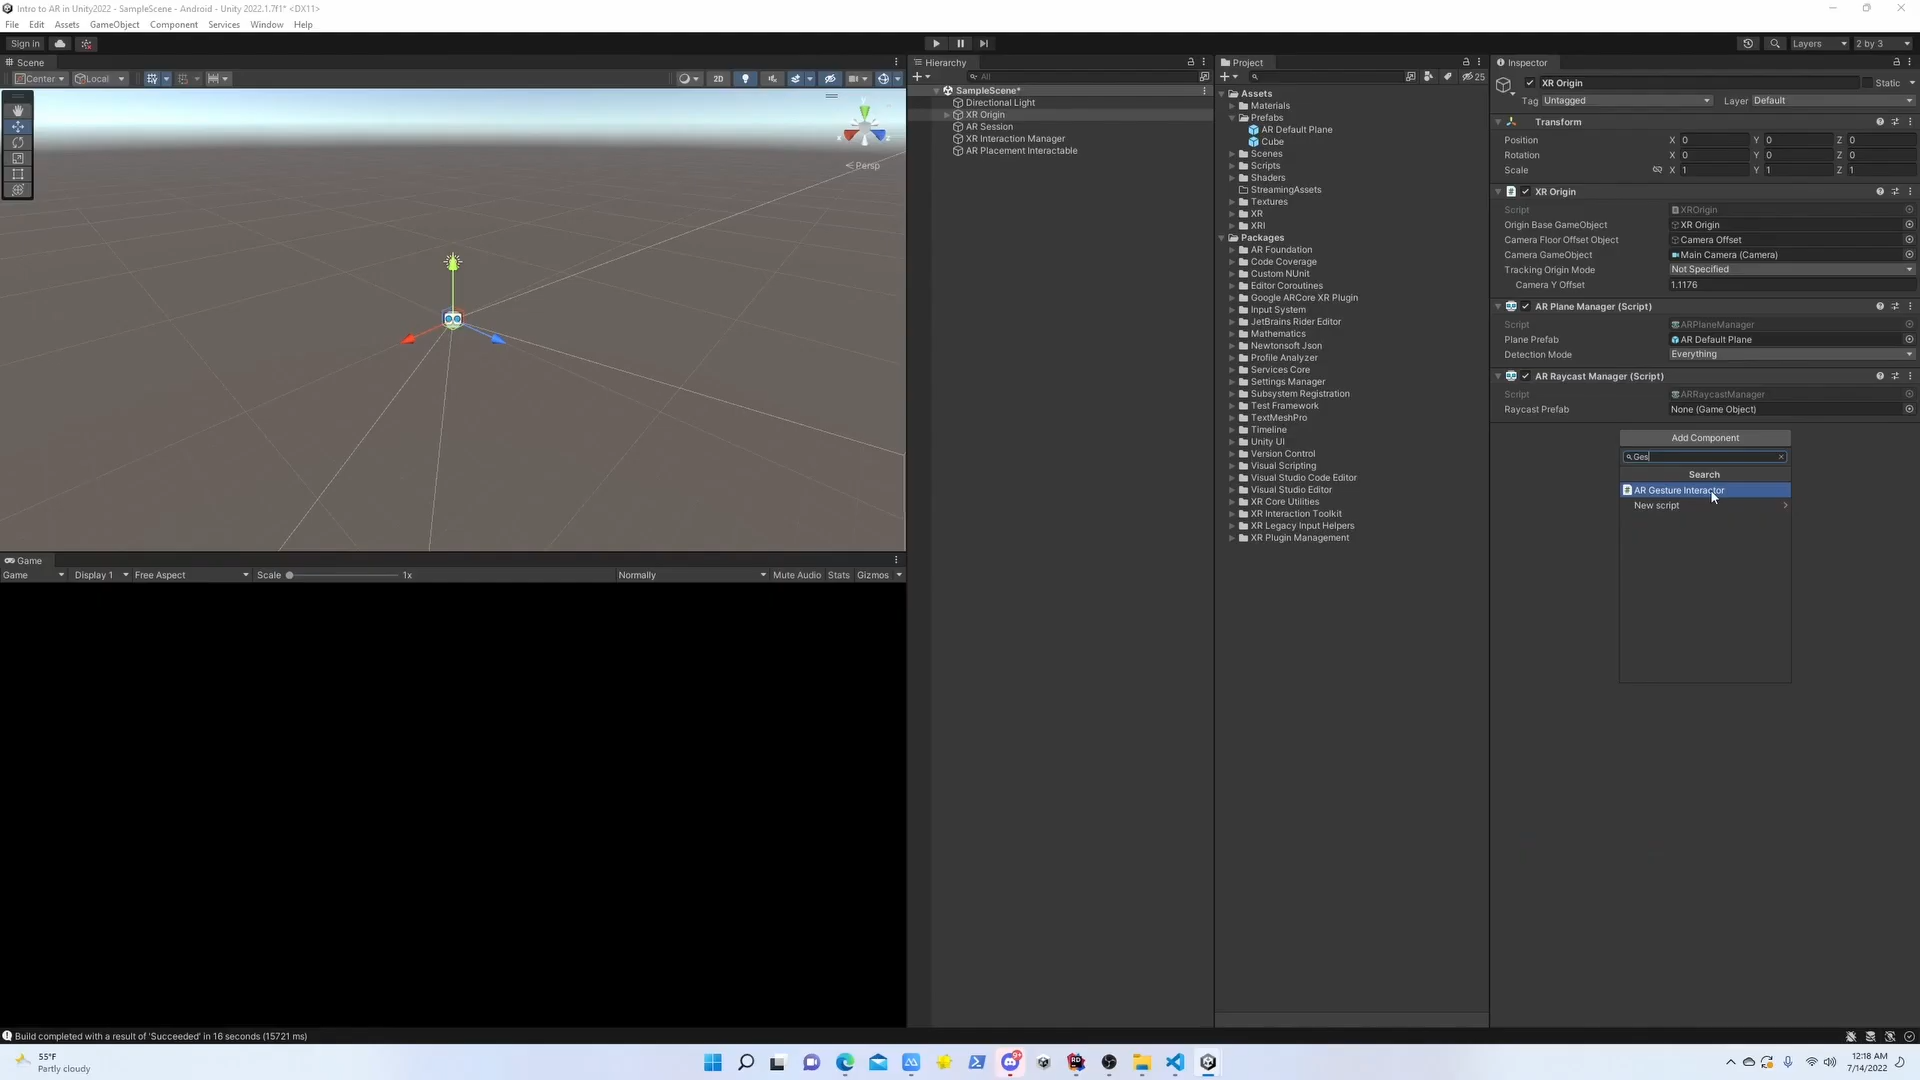 Intro to AR in Unity2022 - SampleScene - Android - Unity 2022.1.7f1* <DX11>
File Edit Assets GameObject Component Services Window Help
Sign in
Layers 2 by 3
Scene
Center Local 2D
Persp
Game
Game Display 1 Free Aspect Scale 1x Normally Mute Audio Stats Gizmos
Hierarchy
All
SampleScene*
Directional Light
XR Origin
AR Session
XR Interaction Manager
AR Placement Interactable
Project
25
Assets
Materials
Prefabs
AR Default Plane
Cube
Scenes
Scripts
Shaders
StreamingAssets
Textures
XR
XRI
Packages
AR Foundation
Code Coverage
Custom NUnit
Editor Coroutines
Google ARCore XR Plugin
Input System
JetBrains Rider Editor
Mathematics
Newtonsoft Json
Profile Analyzer
Services Core
Settings Manager
Subsystem Registration
Test Framework
TextMeshPro
Timeline
Unity UI
Version Control
Visual Scripting
Visual Studio Code Editor
Visual Studio Editor
XR Core Utilities
XR Interaction Toolkit
XR Legacy Input Helpers
XR Plugin Management
Inspector
XR Origin Static
Tag Untagged Layer Default
Transform
Position X 0 Y 0 Z 0
Rotation X 0 Y 0 Z 0
Scale X 1 Y 1 Z 1
XR Origin
Script XROrigin
Origin Base GameObject XR Origin
Camera Floor Offset Object Camera Offset
Camera GameObject Main Camera (Camera)
Tracking Origin Mode Not Specified
Camera Y Offset 1.1176
AR Plane Manager (Script)
Script ARPlaneManager
Plane Prefab AR Default Plane
Detection Mode Everything
AR Raycast Manager (Script)
Script ARRaycastManager
Raycast Prefab None (Game Object)
Add Component
Ges
Search
AR Gesture Interactor
New script
Build completed with a result of 'Succeeded' in 16 seconds (15721 ms)
55°F
Partly cloudy
12:18 AM
7/14/2022